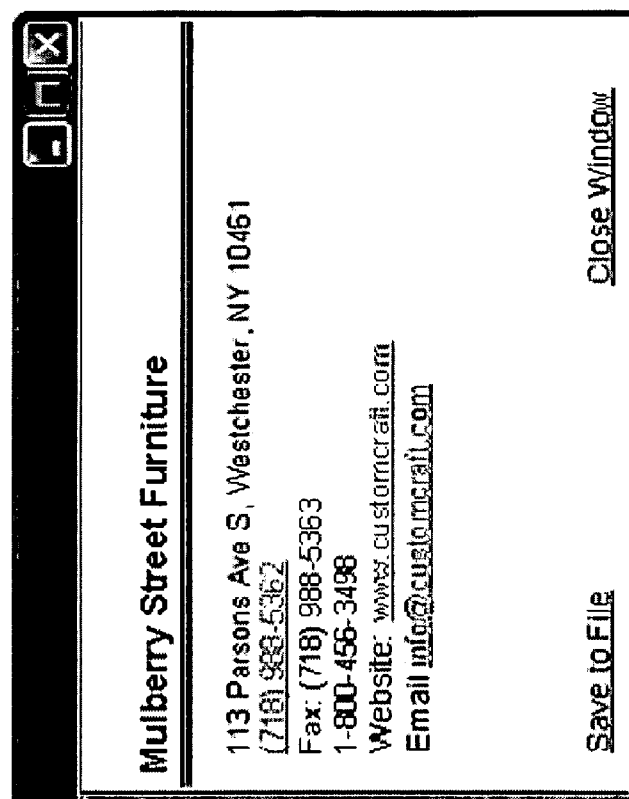 Mulberry Street Furniture
113 Parsons Ave S, Westchester, NY 10461
(718) 988-5362
Fax: (718) 988-5363
1-800-456-3498
Website: www.customcraft.com
Email info@customcraft.com
Save to File Close Window